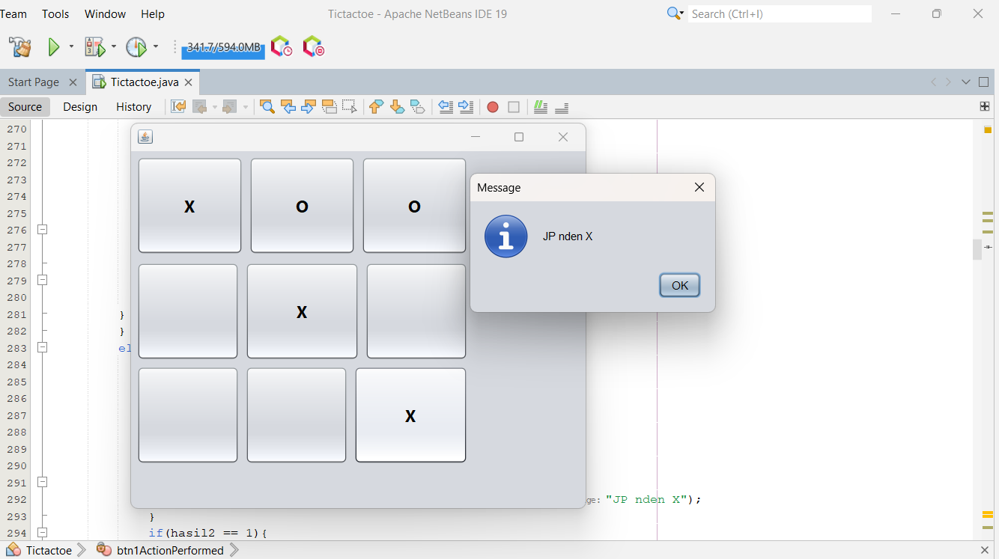 Team Tools Window Help Tictactoe - Apache NetBeans IDE 19 Search (Ctrl+I)
341.7/594.0MB
Start Page Tictactoe.java
Source Design History
270
271
272
273
274
275
276
277
278
279
280
281 }
282 }
283 el
284
285
286
287
288
289
290
291
292 ge: "JP nden X");
293 }
294 if(hasil2 == 1){
X O O
X
X
Message
JP nden X
OK
Tictactoe btn1ActionPerformed